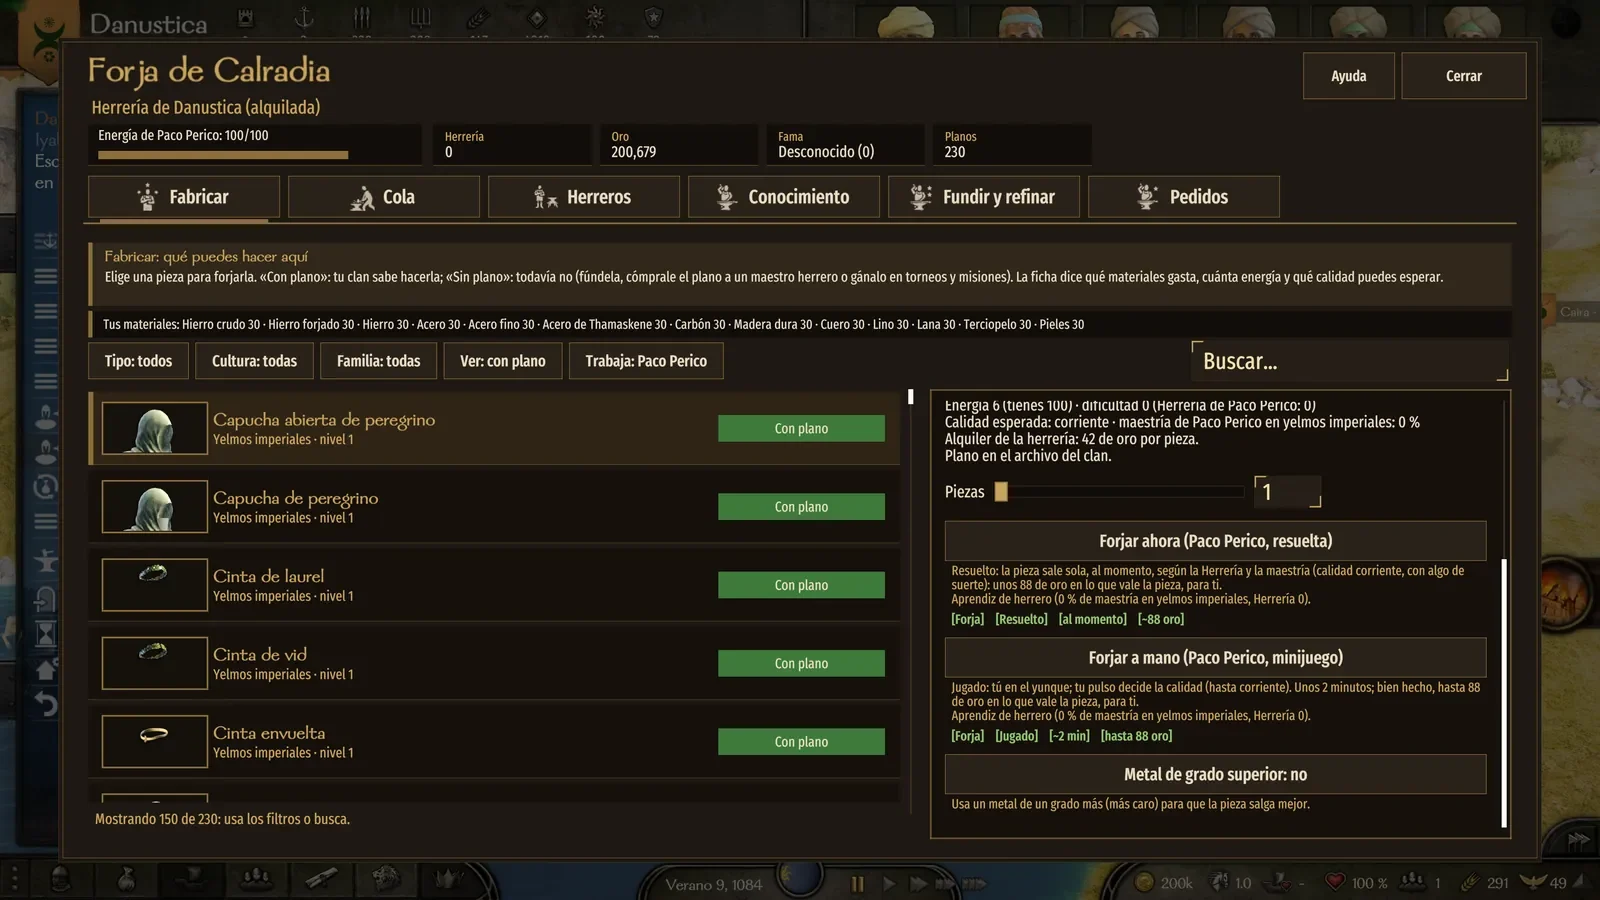 Danustica
Forja de Calradia
Herrería de Danustica (alquilada)
Ayuda
Cerrar
Energía de Paco Perico: 100/100
Herrería
0
Oro
200,679
Fama
Desconocido (0)
Planos
230
Fabricar
Cola
Herreros
Conocimiento
Fundir y refinar
Pedidos
Fabricar: qué puedes hacer aquí
Elige una pieza para forjarla. «Con plano»: tu clan sabe hacerla; «Sin plano»: todavía no (fúndela, cómprale el plano a un maestro herrero o gánalo en torneos y misiones). La ficha dice qué materiales gasta, cuánta energía y qué calidad puedes esperar.
Tus materiales: Hierro crudo 30 · Hierro forjado 30 · Hierro 30 · Acero 30 · Acero fino 30 · Acero de Thamaskene 30 · Carbón 30 · Madera dura 30 · Cuero 30 · Lino 30 · Lana 30 · Terciopelo 30 · Pieles 30
Tipo: todos
Cultura: todas
Familia: todas
Ver: con plano
Trabaja: Paco Perico
Buscar...
Capucha abierta de peregrino
Yelmos imperiales · nivel 1
Con plano
Capucha de peregrino
Yelmos imperiales · nivel 1
Con plano
Cinta de laurel
Yelmos imperiales · nivel 1
Con plano
Cinta de vid
Yelmos imperiales · nivel 1
Con plano
Cinta envuelta
Yelmos imperiales · nivel 1
Con plano
Mostrando 150 de 230: usa los filtros o busca.
Energía 6 (tienes 100) · dificultad 0 (Herrería de Paco Perico: 0)
Calidad esperada: corriente · maestría de Paco Perico en yelmos imperiales: 0 %
Alquiler de la herrería: 42 de oro por pieza.
Plano en el archivo del clan.
Piezas
1
Forjar ahora (Paco Perico, resuelta)
Resuelto: la pieza sale sola, al momento, según la Herrería y la maestría (calidad corriente, con algo de
suerte): unos 88 de oro en lo que vale la pieza, para ti.
Aprendiz de herrero (0 % de maestría en yelmos imperiales, Herrería 0).
[Forja] [Resuelto] [al momento] [~88 oro]
Forjar a mano (Paco Perico, minijuego)
Jugado: tú en el yunque; tu pulso decide la calidad (hasta corriente). Unos 2 minutos; bien hecho, hasta 88
de oro en lo que vale la pieza, para ti.
Aprendiz de herrero (0 % de maestría en yelmos imperiales, Herrería 0).
[Forja] [Jugado] [~2 min] [hasta 88 oro]
Metal de grado superior: no
Usa un metal de un grado más (más caro) para que la pieza salga mejor.
Verano 9, 1084
200k
1.0
-
100 %
1
291
49